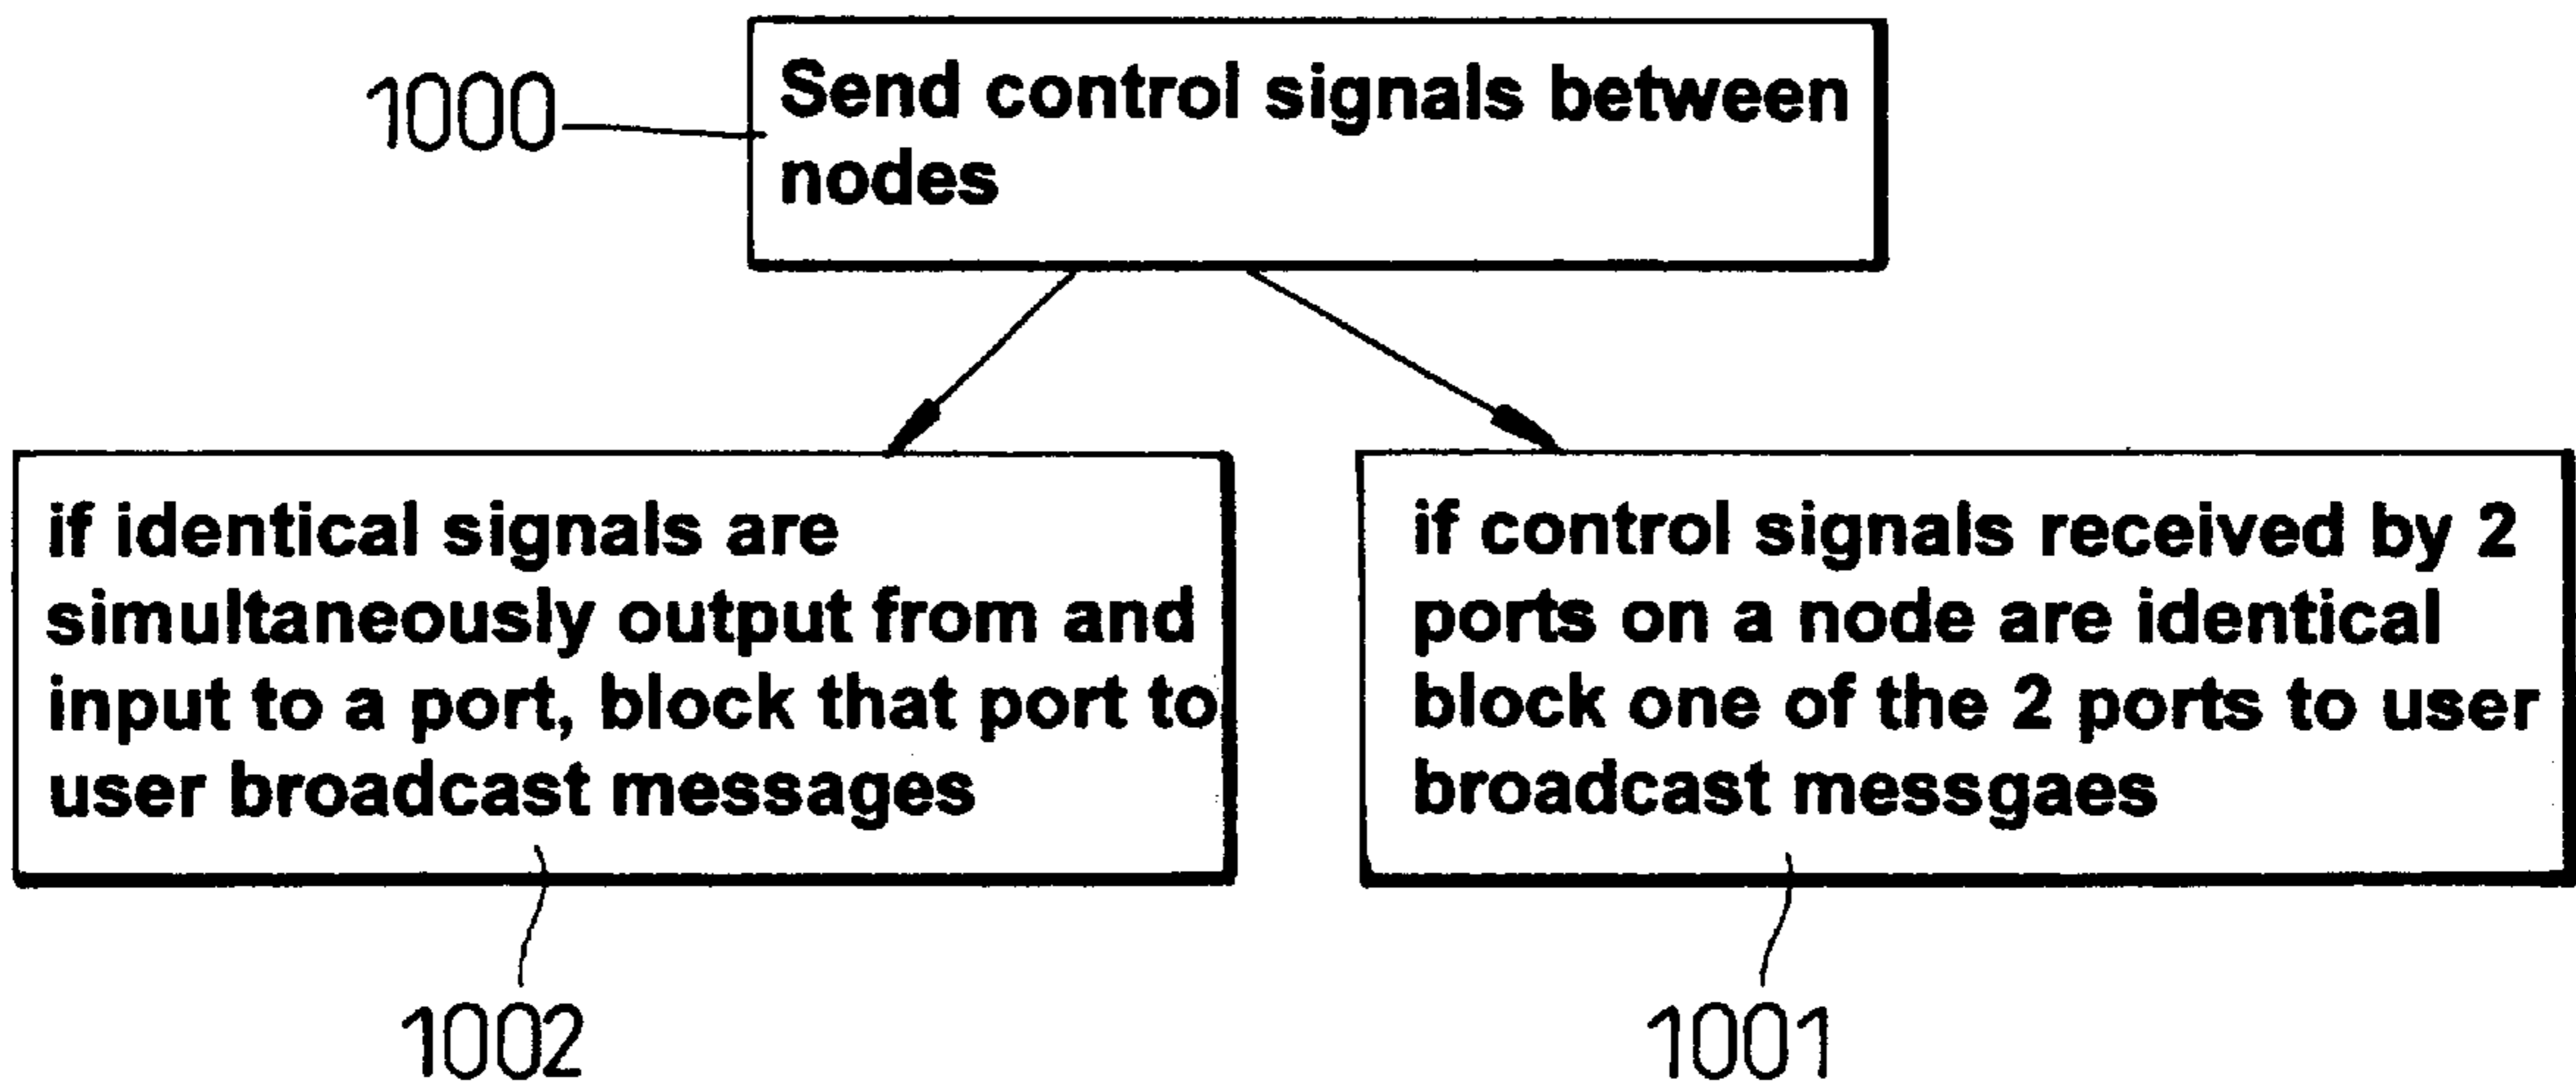 1000
Send control signals between
nodes
if identical signals are
simultaneously output from and
input to a port, block that port to
user broadcast messages
if control signals received by 2
ports on a node are identical
block one of the 2 ports to user
broadcast messgaes
1002
1001